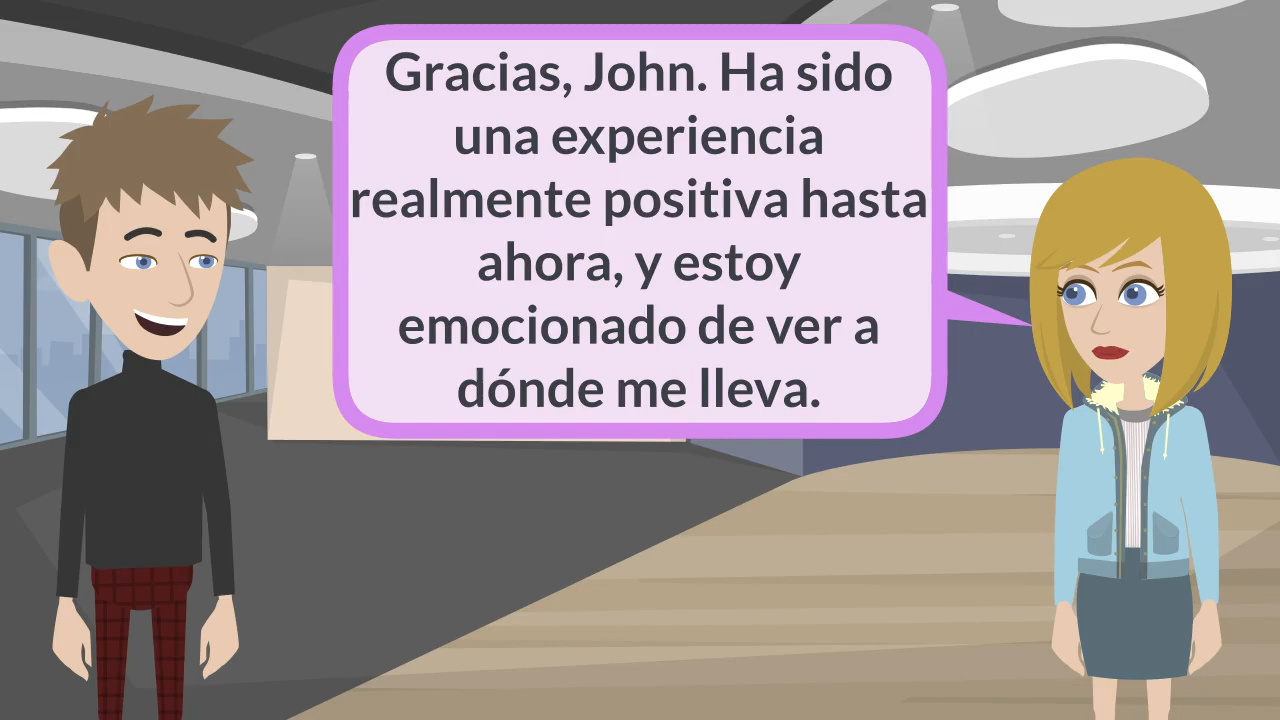 Gracias, John. Ha sido
una experiencia
realmente positiva hasta
ahora, y estoy
emocionado de ver a
dónde me lleva.